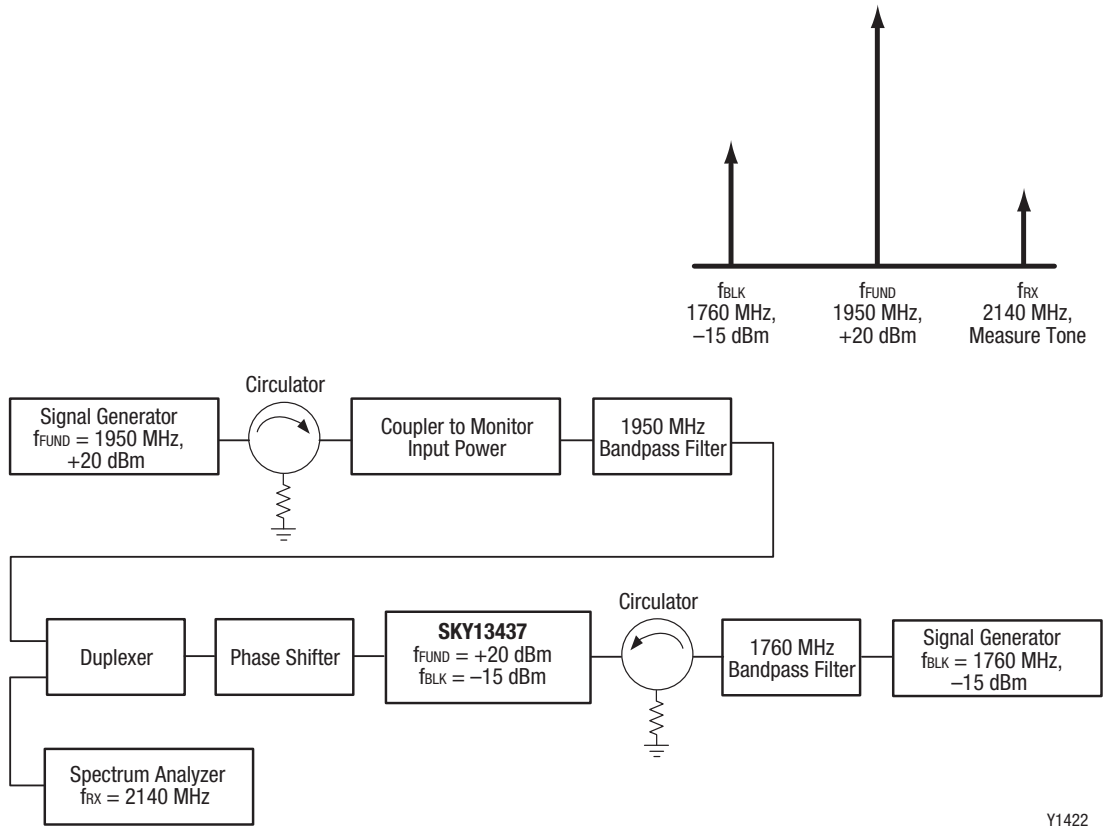 fBLK
1760 MHz,
–15 dBm
fFUND
1950 MHz,
+20 dBm
fRX
2140 MHz,
Measure Tone
Signal Generator
fFUND = 1950 MHz,
+20 dBm
Circulator
Coupler to Monitor
Input Power
1950 MHz
Bandpass Filter
Duplexer
Phase Shifter
SKY13437
fFUND = +20 dBm
fBLK = –15 dBm
Circulator
1760 MHz
Bandpass Filter
Signal Generator
fBLK = 1760 MHz,
–15 dBm
Spectrum Analyzer
fRX = 2140 MHz
Y1422